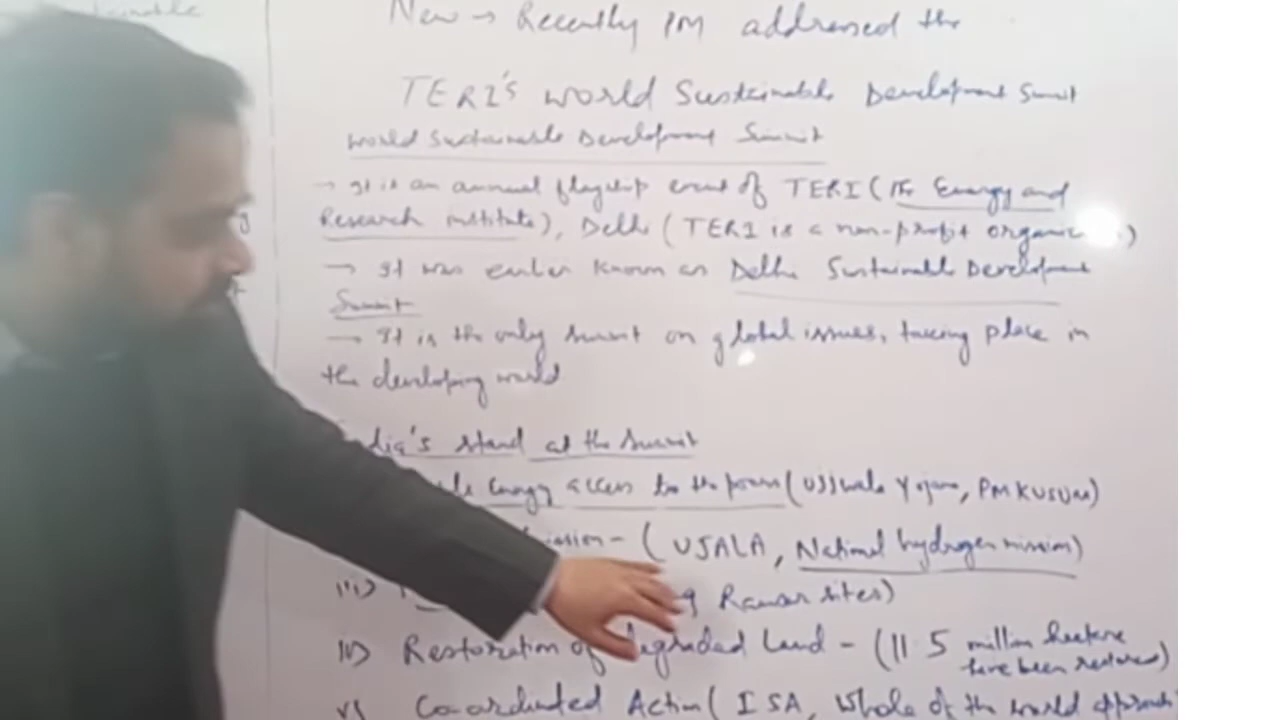 New → Recently PM addressed the
TERI's World Sustainable Development Summit
World Sustainable Development Summit
→ It is an annual flagship event of TERI (The Energy and
Research institute), Delhi (TERI is a non-profit )
→ It was earlier known as Delhi Sustainable Development
Summit
→ It is the only summit on global issues, taking place in
the developing world
stand at the Summit
Energy access to the poor (Ujjwala Yojana, PM KUSUM)
- (UJALA, National hydrogen mission)
iii) Ramsar sites)
iv) Restoration of degraded Land - (11.5 million hectare
have been restored)
v) Co-ordinated Action (ISA, Whole of the world approach